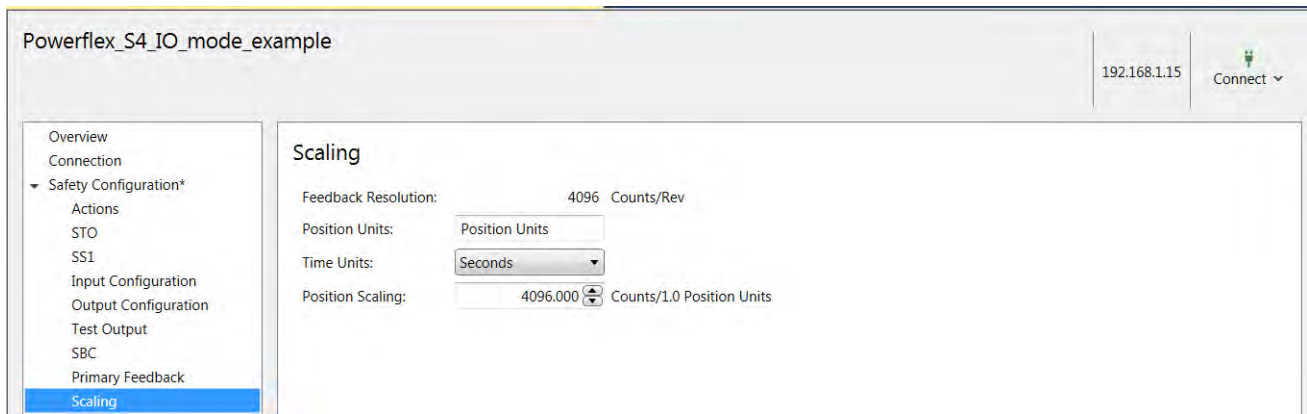 Powerflex_S4_IO_mode_example
192.168.1.15
Connect
Overview
Connection
Safety Configuration*
Actions
STO
SS1
Input Configuration
Output Configuration
Test Output
SBC
Primary Feedback
Scaling
Scaling
Feedback Resolution: 4096 Counts/Rev
Position Units: Position Units
Time Units: Seconds
Position Scaling: 4096.000 Counts/1.0 Position Units